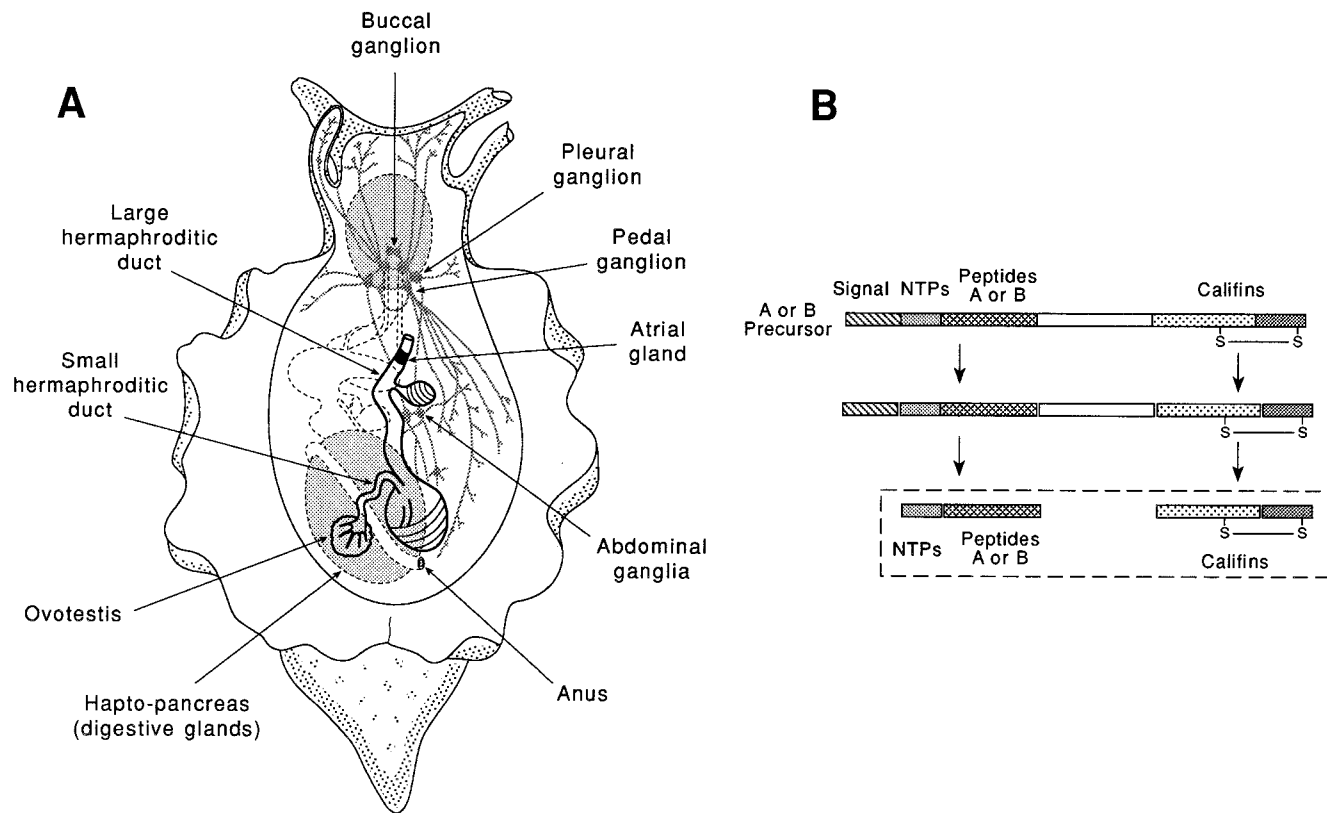 A
Buccal
ganglion
Pleural
ganglion
Large
hermaphroditic
duct
Pedal
ganglion
Atrial
gland
Small
hermaphroditic
duct
Abdominal
ganglia
Ovotestis
Anus
Hapto-pancreas
(digestive glands)
B
Signal NTPs Peptides
A or B
Califins
A or B
Precursor
S S
S S
S S
NTPs Peptides
A or B
Califins